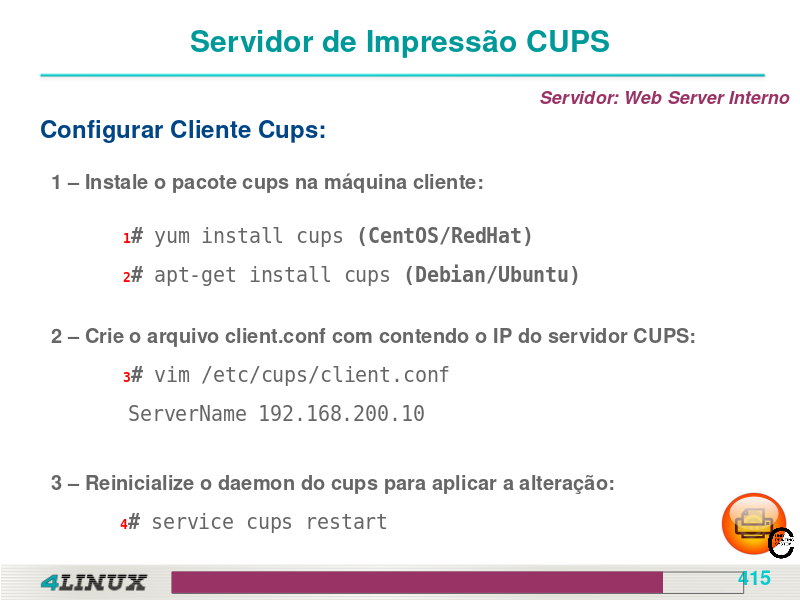 Servidor de Impressão CUPS
Servidor: Web Server Interno
Configurar Cliente Cups:
1 – Instale o pacote cups na máquina cliente:
1# yum install cups (CentOS/RedHat)
2# apt-get install cups (Debian/Ubuntu)
2 – Crie o arquivo client.conf com contendo o IP do servidor CUPS:
3# vim /etc/cups/client.conf
ServerName 192.168.200.10
3 – Reinicialize o daemon do cups para aplicar a alteração:
4# service cups restart
4LINUX
415